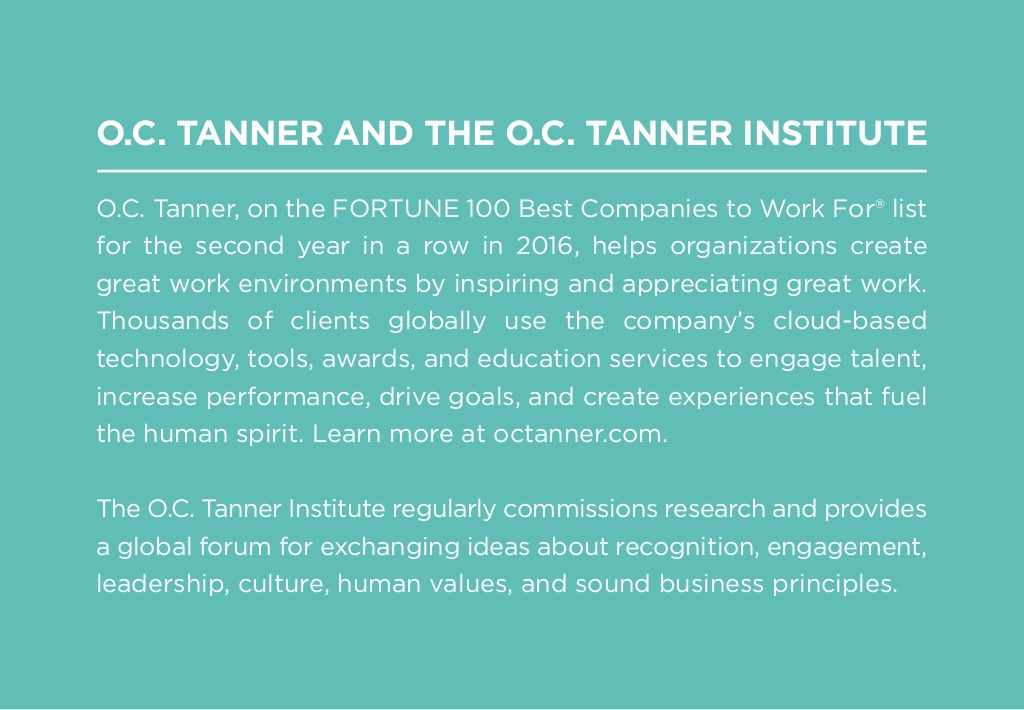 O.C. TANNER AND THE O.C. TANNER INSTITUTE
O.C. Tanner, on the FORTUNE 100 Best Companies to Work For® list
for the second year in a row in 2016, helps organizations create
great work environments by inspiring and appreciating great work.
Thousands of clients globally use the company’s cloud-based
technology, tools, awards, and education services to engage talent,
increase performance, drive goals, and create experiences that fuel
the human spirit. Learn more at octanner.com.
The O.C. Tanner Institute regularly commissions research and provides
a global forum for exchanging ideas about recognition, engagement,
leadership, culture, human values, and sound business principles.